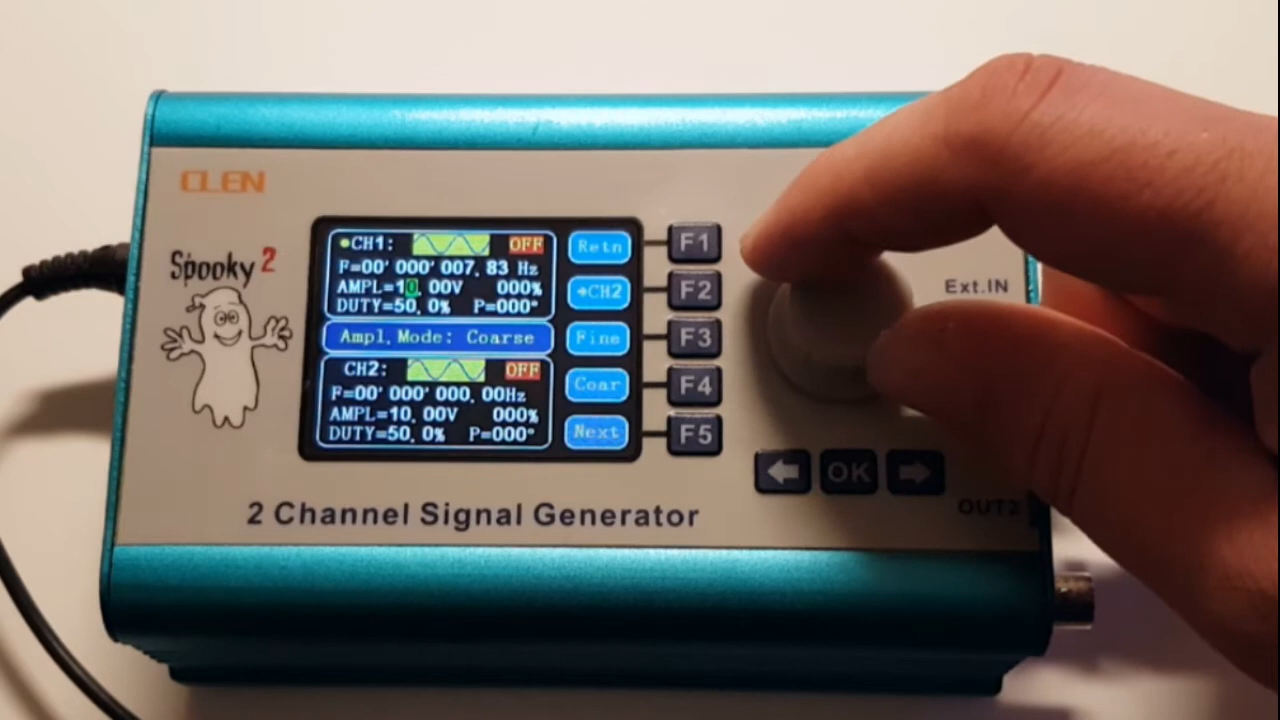 CLEN
Spooky2
CH1: OFF
F=00'000'007.83 Hz
AMPL=10.00V 000%
DUTY=50.0% P=000°
Ampl.Mode: Coarse
CH2: OFF
F=00'000'000.00Hz
AMPL=10.00V 000%
DUTY=50.0% P=000°
Retn
→CH2
Fine
Coar
Next
F1
F2
F3
F4
F5
Ext.IN
OK
OUT2
2 Channel Signal Generator